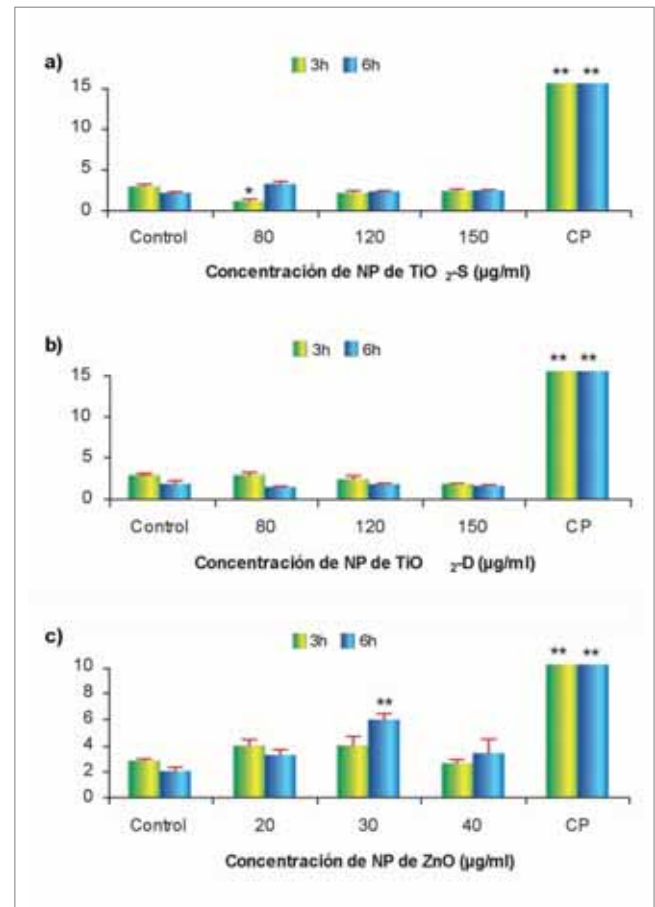 a)
3h 6h
** **
15
10
*
5
0
Control 80 120 150 CP
Concentración de NP de TiO 2-S (µg/ml)
b)
3h 6h
** **
15
10
5
0
Control 80 120 150 CP
Concentración de NP de TiO 2-D (µg/ml)
c)
3h 6h
** **
10
8
**
6
4
2
0
Control 20 30 40 CP
Concentración de NP de ZnO (µg/ml)